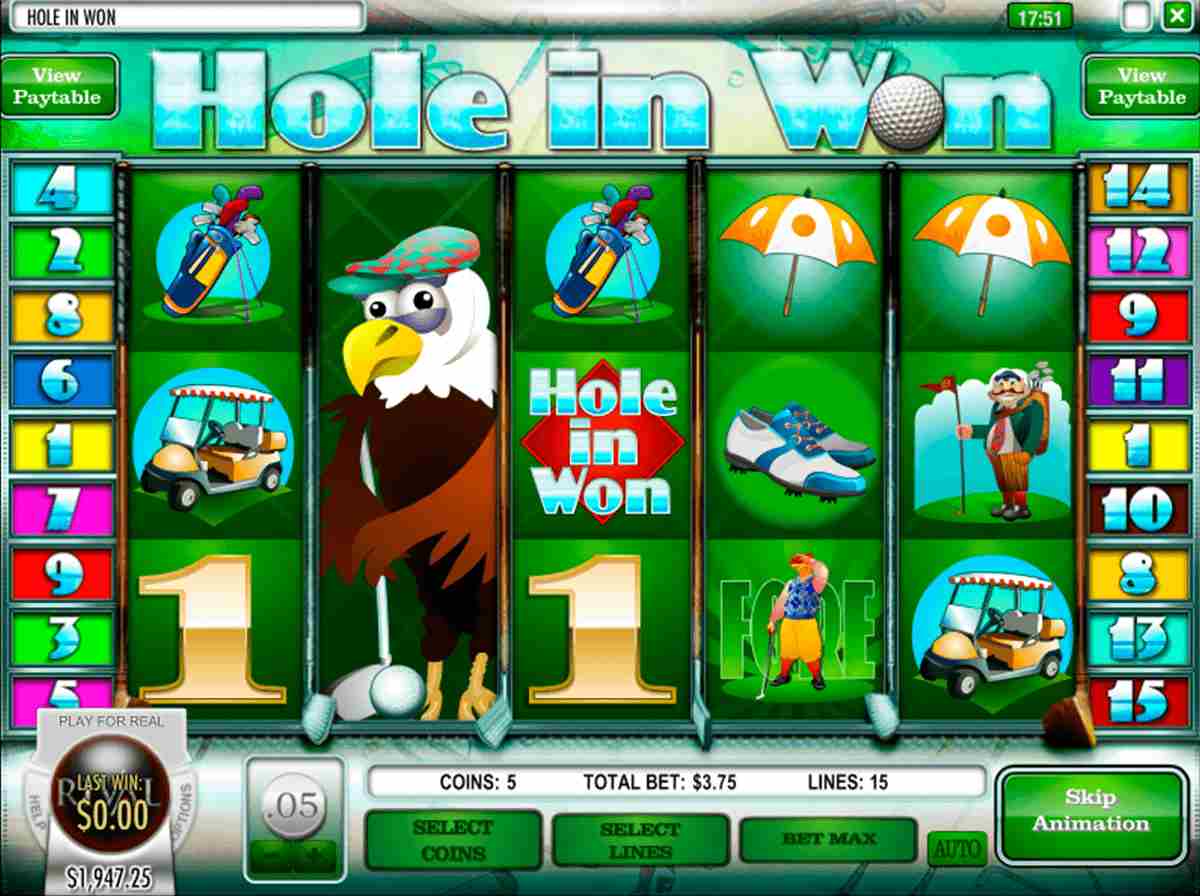 HOLE IN WON
17:51
View
Paytable
Hole in Won
View
Paytable
4
2
8
6
1
7
9
3
5
14
12
9
11
1
10
8
13
15
Hole
in
Won
1
1
FORE
PLAY FOR REAL
RIVAL
LAST WIN:
$0.00
HELP
OPTIONS
$1,947.25
.05
- +
COINS: 5
TOTAL BET: $3.75
LINES: 15
SELECT
COINS
SELECT
LINES
BET MAX
AUTO
Skip
Animation